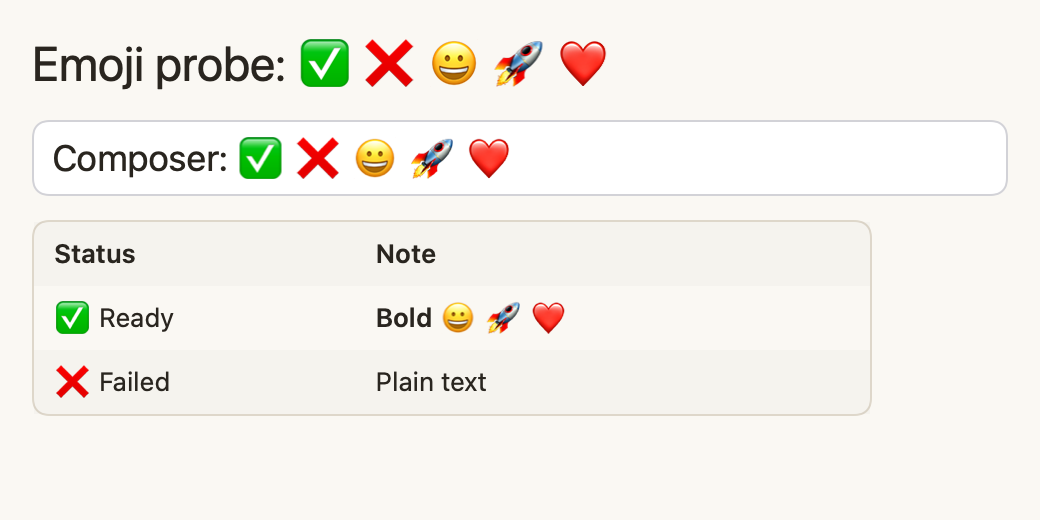 Emoji probe: ✅ ❌ 😀 🚀 ❤️
Composer: ✅ ❌ 😀 🚀 ❤️
Status Note
✅ Ready Bold 😀 🚀 ❤️
❌ Failed Plain text